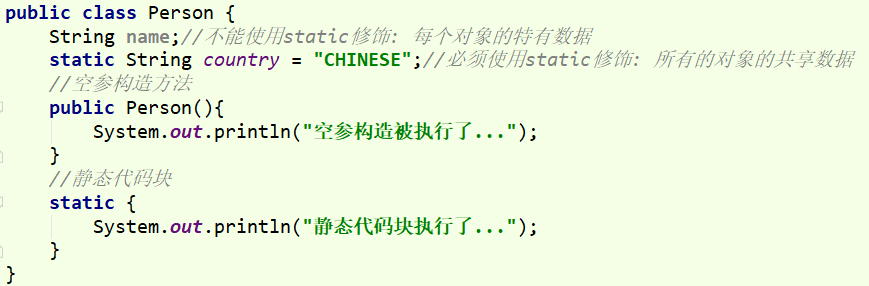 public class Person {
    String name;//不能使用static修饰: 每个对象的特有数据
    static String country = "CHINESE";//必须使用static修饰: 所有的对象的共享数据
    //空参构造方法
    public Person(){
        System.out.println("空参构造被执行了...");
    }
    //静态代码块
    static {
        System.out.println("静态代码块执行了...");
    }
}